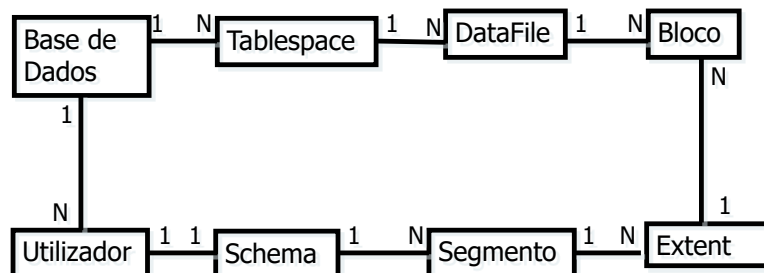 Base de
Dados
1
N
Tablespace
1
N
DataFile
1
N
Bloco
N
1
N
1
Utilizador
1
1
Schema
1
N
Segmento
1
N
Extent